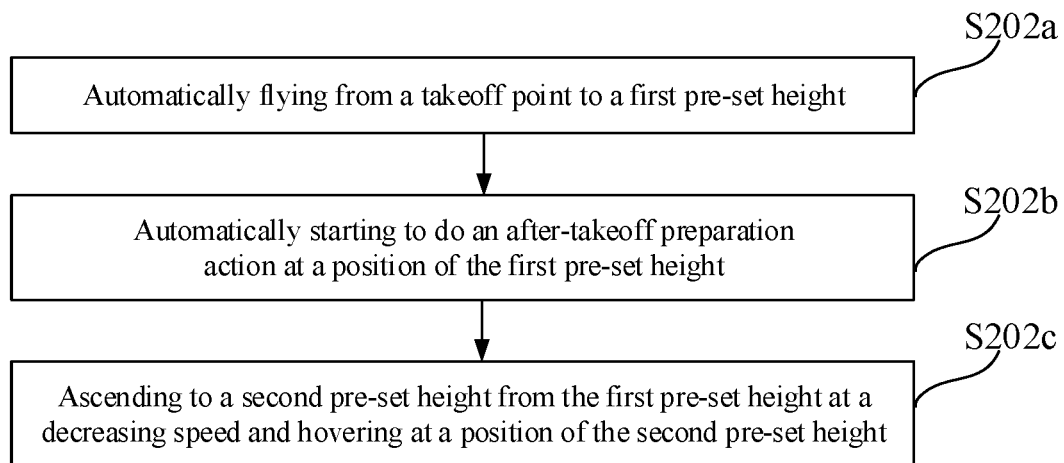 S202a
Automatically flying from a takeoff point to a first pre-set height
S202b
Automatically starting to do an after-takeoff preparation
action at a position of the first pre-set height
S202c
Ascending to a second pre-set height from the first pre-set height at a
decreasing speed and hovering at a position of the second pre-set height